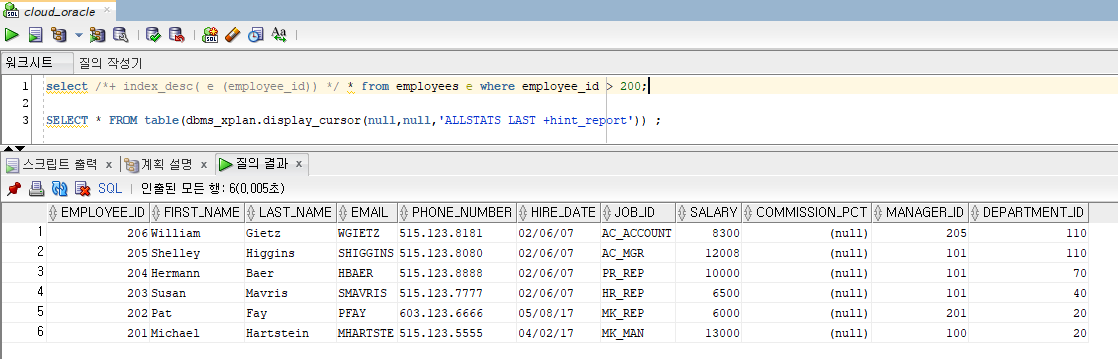 cloud_oracle
SQL
Aa
워크시트 질의 작성기
1 select /*+ index_desc( e (employee_id)) */ * from employees e where employee_id > 200;
2
3 SELECT * FROM table(dbms_xplan.display_cursor(null,null,'ALLSTATS LAST +hint_report')) ;
스크립트 출력 x 계획 설명 x 질의 결과 x
SQL | 인출된 모든 행: 6(0,005초)
EMPLOYEE_ID FIRST_NAME LAST_NAME EMAIL PHONE_NUMBER HIRE_DATE JOB_ID SALARY COMMISSION_PCT MANAGER_ID DEPARTMENT_ID
1 206 William Gietz WGIETZ 515.123.8181 02/06/07 AC_ACCOUNT 8300 (null) 205 110
2 205 Shelley Higgins SHIGGINS 515.123.8080 02/06/07 AC_MGR 12008 (null) 101 110
3 204 Hermann Baer HBAER 515.123.8888 02/06/07 PR_REP 10000 (null) 101 70
4 203 Susan Mavris SMAVRIS 515.123.7777 02/06/07 HR_REP 6500 (null) 101 40
5 202 Pat Fay PFAY 603.123.6666 05/08/17 MK_REP 6000 (null) 201 20
6 201 Michael Hartstein MHARTSTE 515.123.5555 04/02/17 MK_MAN 13000 (null) 100 20